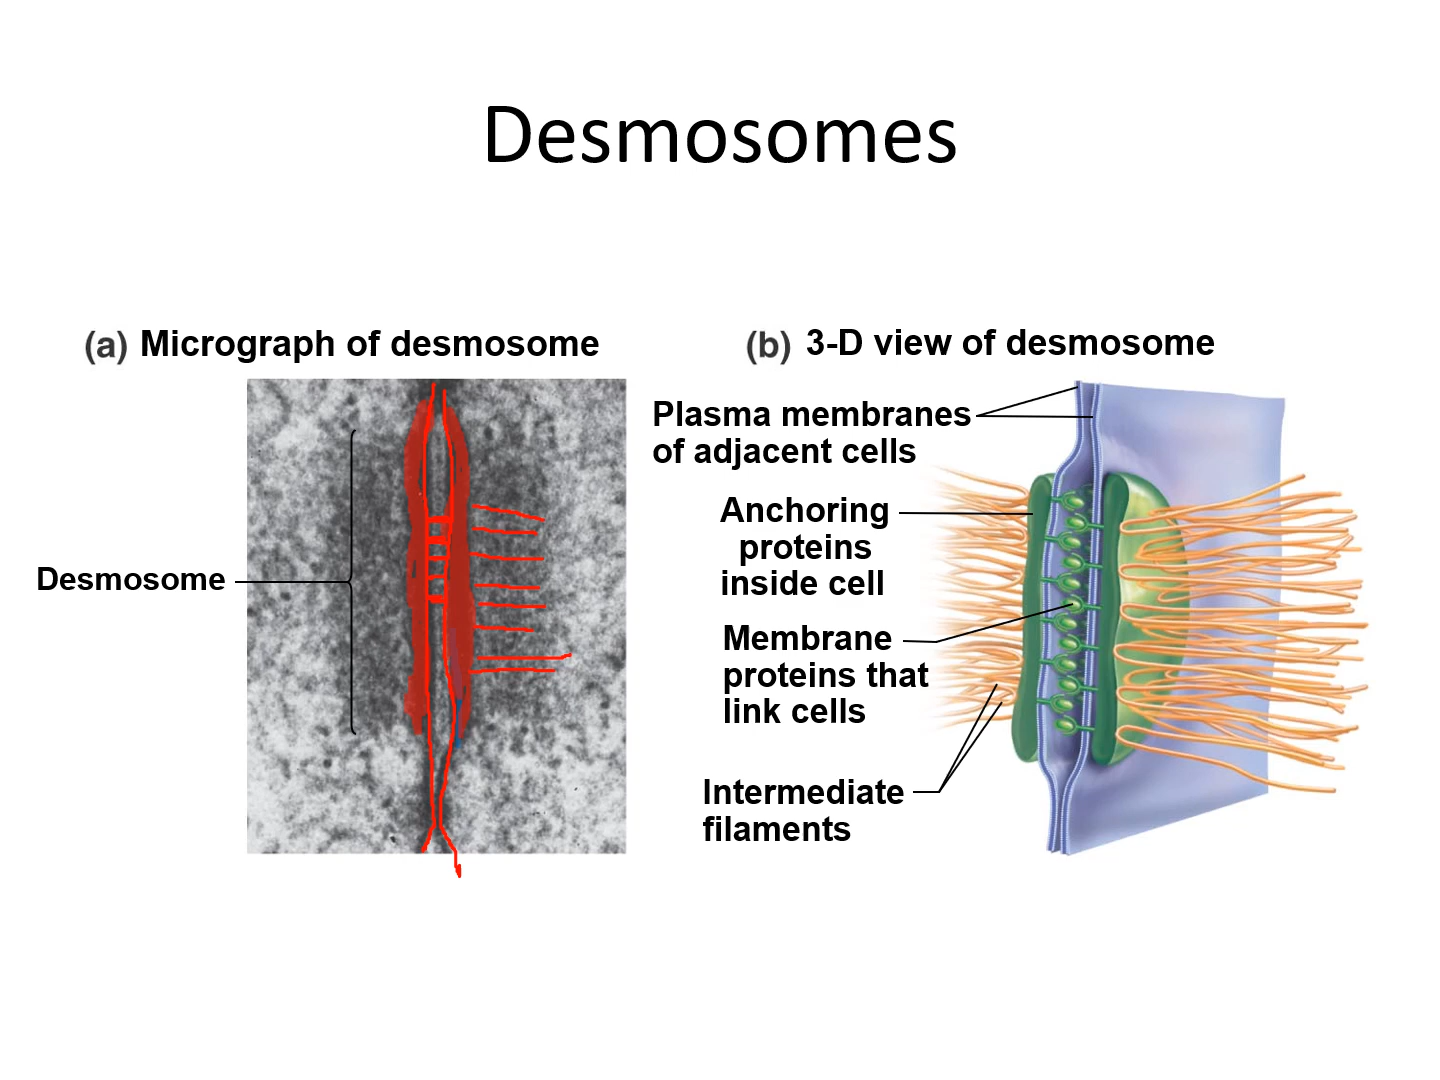 Desmosomes
(a) Micrograph of desmosome
Desmosome
(b) 3-D view of desmosome
Plasma membranes
of adjacent cells
Anchoring
proteins
inside cell
Membrane
proteins that
link cells
Intermediate
filaments